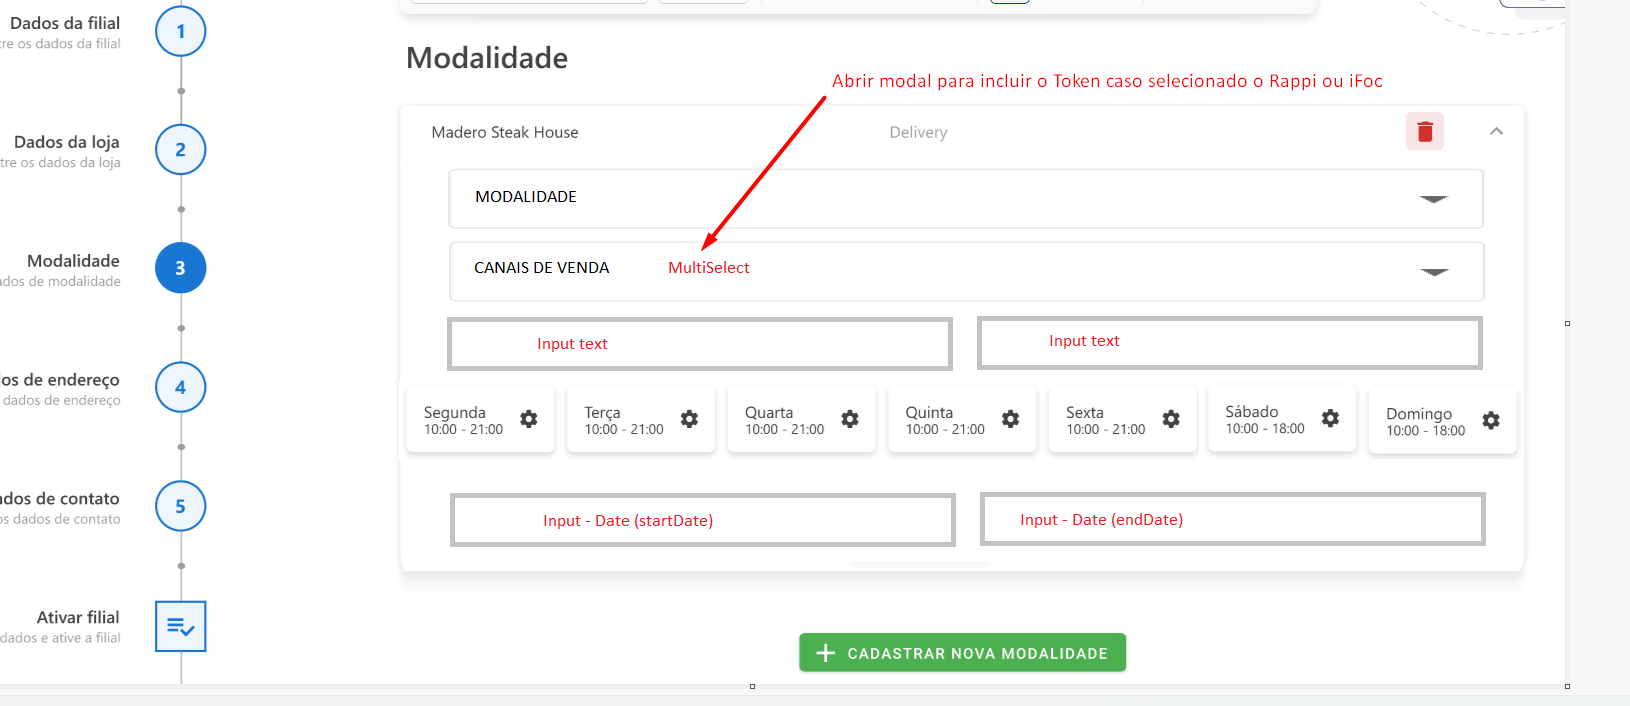 Dados da filial
tre os dados da filial
1
Dados da loja
tre os dados da loja
2
Modalidade
ados de modalidade
3
os de endereço
dados de endereço
4
ados de contato
os dados de contato
5
Ativar filial
dados e ative a filial
Modalidade
Abrir modal para incluir o Token caso selecionado o Rappi ou iFoc
Madero Steak House
Delivery
MODALIDADE
CANAIS DE VENDA
MultiSelect
Input text
Input text
Segunda
10:00 - 21:00
Terça
10:00 - 21:00
Quarta
10:00 - 21:00
Quinta
10:00 - 21:00
Sexta
10:00 - 21:00
Sábado
10:00 - 18:00
Domingo
10:00 - 18:00
Input - Date (startDate)
Input - Date (endDate)
CADASTRAR NOVA MODALIDADE